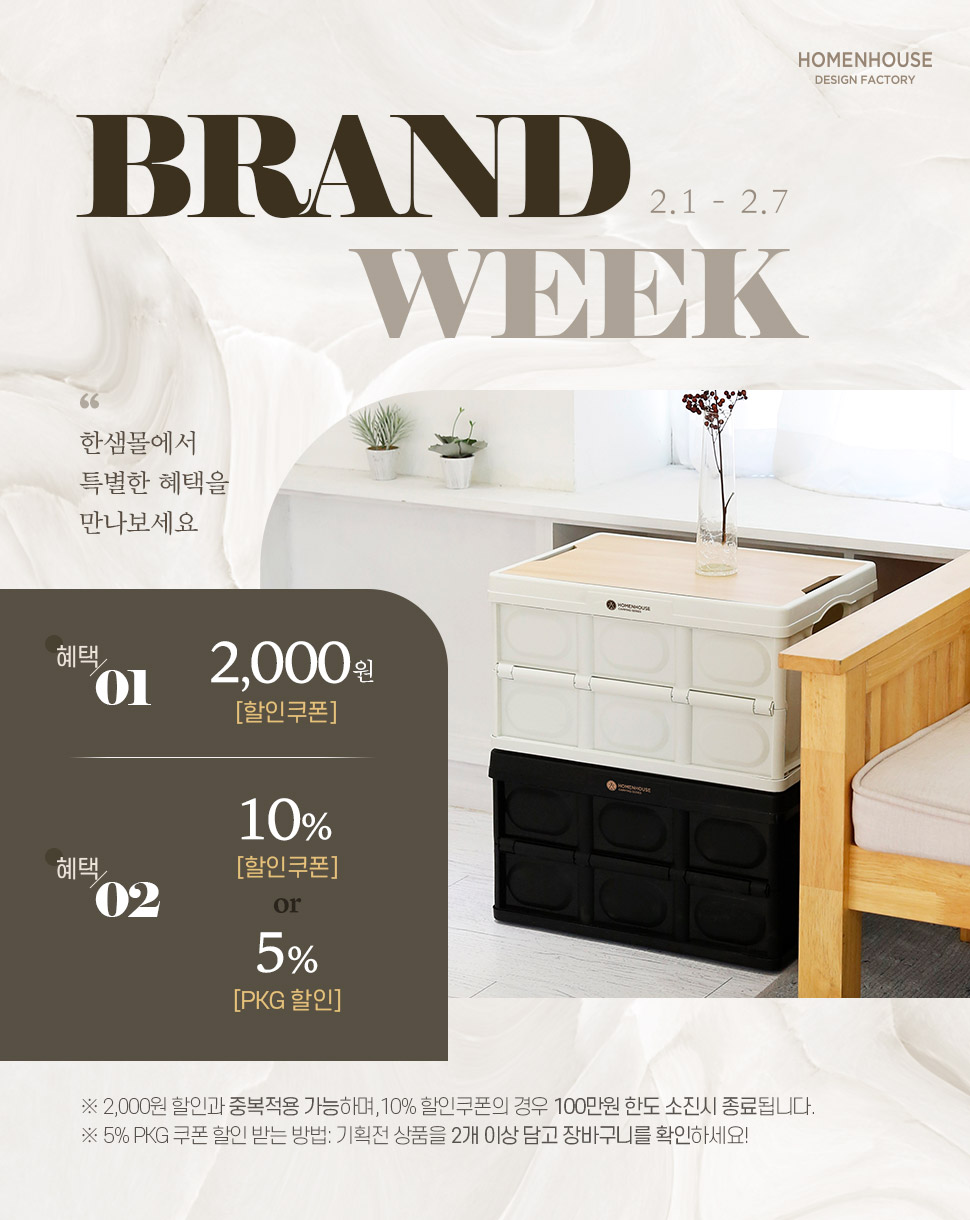 HOMENHOUSE
DESIGN FACTORY
BRAND
2.1 - 2.7
WEEK
“
한샘몰에서
특별한 혜택을
만나보세요
혜택/01
2,000원
[할인쿠폰]
혜택/02
10%
[할인쿠폰]
or
5%
[PKG 할인]
HOMENHOUSE
HOMENHOUSE
※ 2,000원 할인과 중복적용 가능하며,10% 할인쿠폰의 경우 100만원 한도 소진시 종료됩니다.
※ 5% PKG 쿠폰 할인 받는 방법: 기획전 상품을 2개 이상 담고 장바구니를 확인하세요!